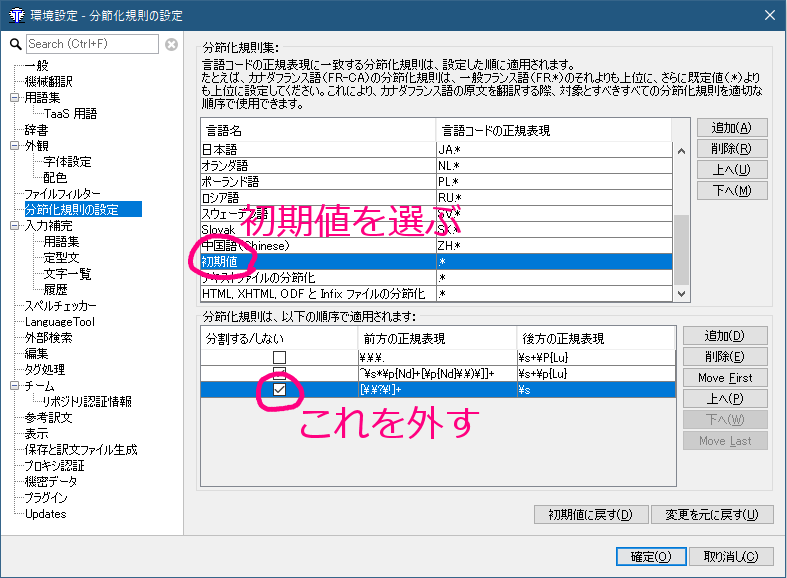 環境設定 - 分節化規則の設定
Search (Ctrl+F)
一般
機械翻訳
用語集
TaaS 用語
辞書
外観
字体設定
配色
ファイルフィルター
分節化規則の設定
入力補完
用語集
定型文
文字一覧
履歴
スペルチェッカー
LanguageTool
外部検索
編集
タグ処理
チーム
リポジトリ認証情報
参考訳文
表示
保存と訳文ファイル生成
プロキシ認証
機密データ
プラグイン
Updates
分節化規則集:
言語コードの正規表現に一致する分節化規則は、設定した順に適用されます。
たとえば、カナダフランス語(FR-CA)の分節化規則は、一般フランス語(FR*)のそれよりも上位に、さらに既定値(.*)より
も上位に設定してください。これにより、カナダフランス語の原文を翻訳する際、対象とすべきすべての分節化規則を適切な
順序で使用できます。
言語名 言語コードの正規表現
日本語 JA.*
オランダ語 NL.*
ポーランド語 PL.*
ロシア語 RU.*
スウェーデン語 SV.*
Slovak SK.*
中国語(Chinese) ZH.*
初期値 .*
テキストファイルの分節化 .*
HTML, XHTML, ODF と Infix ファイルの分節化 .*
追加(A)
削除(R)
上へ(U)
下へ(M)
初期値を選ぶ
分節化規則は、以下の順序で適用されます:
分割する/しない 前方の正規表現 後方の正規表現
¥.¥.¥. ¥s+¥P{Lu}
^¥s*¥p{Nd}+[¥p{Nd}¥.¥)¥]]+ ¥s+¥p{Lu}
[¥.¥?¥!]+ ¥s
これを外す
追加(D)
削除(E)
Move First
上へ(P)
下へ(W)
Move Last
初期値に戻す(D) 変更を元に戻す(U)
確定(O) 取り消し(C)